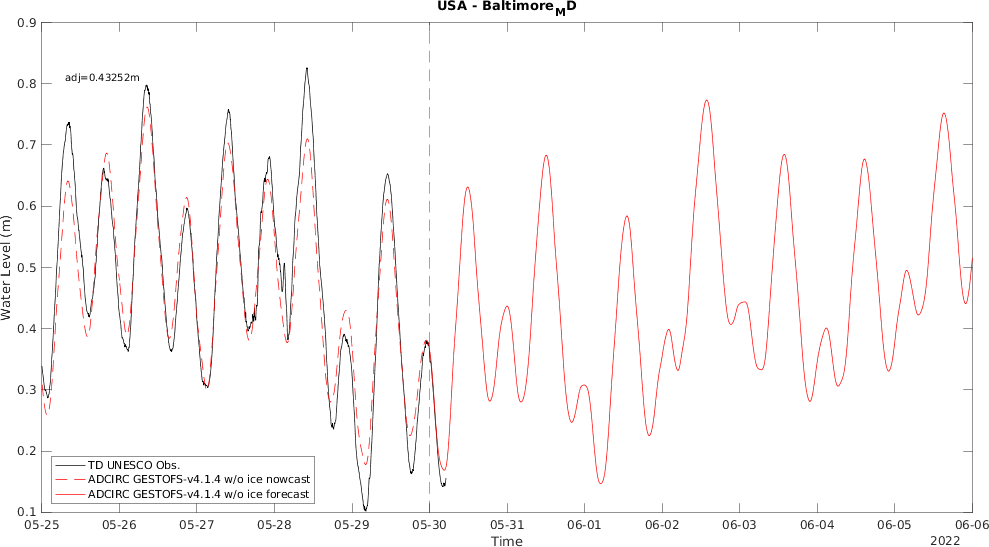 USA - Baltimore_MD
adj=0.43252m
Water Level (m)
0.9
0.8
0.7
0.6
0.5
0.4
0.3
0.2
0.1
TD UNESCO Obs.
ADCIRC GESTOFS-v4.1.4 w/o ice nowcast
ADCIRC GESTOFS-v4.1.4 w/o ice forecast
05-25 05-26 05-27 05-28 05-29 05-30 05-31 06-01 06-02 06-03 06-04 06-05 06-06
Time
2022